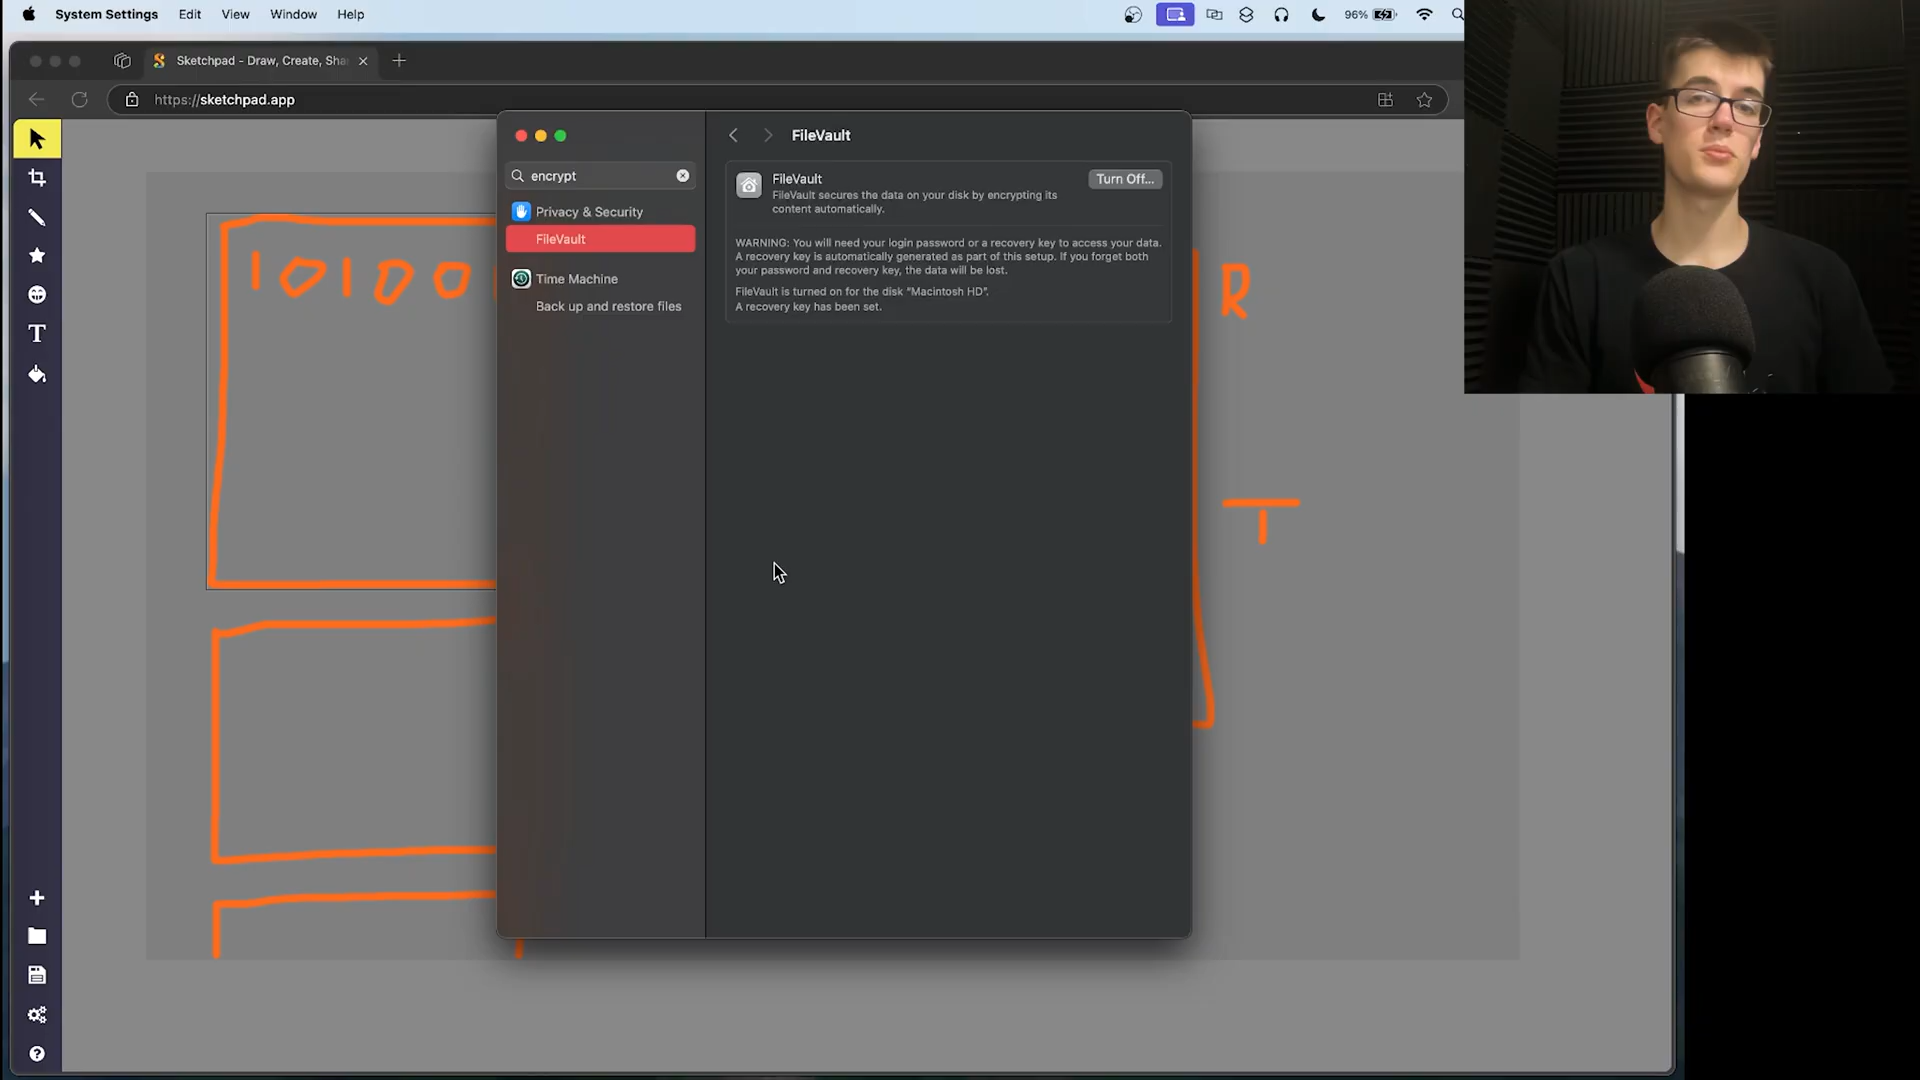 System Settings Edit View Window Help
96%
Sketchpad - Draw, Create, Sha
https://sketchpad.app
FileVault
encrypt
Privacy & Security
FileVault
Time Machine
Back up and restore files
FileVault
Turn Off...
FileVault secures the data on your disk by encrypting its
content automatically.
WARNING: You will need your login password or a recovery key to access your data.
A recovery key is automatically generated as part of this setup. If you forget both
your password and recovery key, the data will be lost.
FileVault is turned on for the disk "Macintosh HD".
A recovery key has been set.
10100
R
T
T